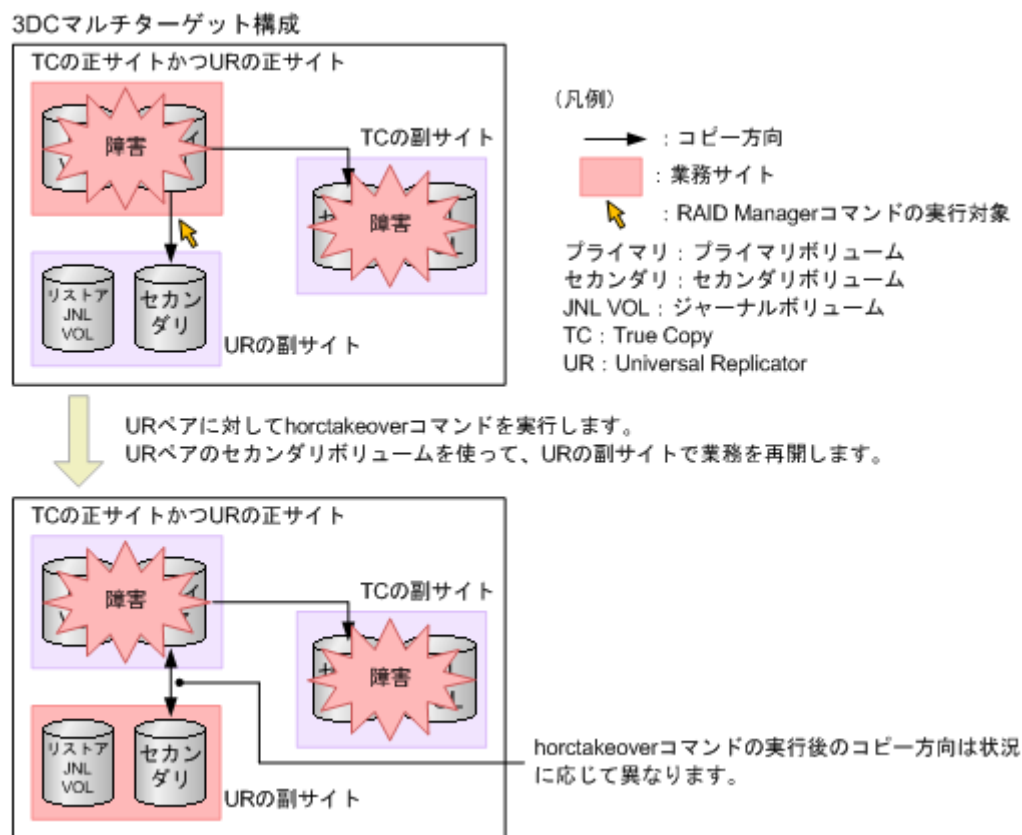 3DCマルチターゲット構成
TCの正サイトかつURの正サイト
障害
TCの副サイト
障害
リストア
JNL
VOL
セカン
ダリ
URの副サイト
(凡例)
：コピー方向
：業務サイト
：RAID Managerコマンドの実行対象
プライマリ：プライマリボリューム
セカンダリ：セカンダリボリューム
JNL VOL：ジャーナルボリューム
TC：True Copy
UR：Universal Replicator
URペアに対してhorctakeoverコマンドを実行します。
URペアのセカンダリボリュームを使って、URの副サイトで業務を再開します。
TCの正サイトかつURの正サイト
障害
TCの副サイト
障害
リストア
JNL
VOL
セカン
ダリ
URの副サイト
horctakeoverコマンドの実行後のコピー方向は状況
に応じて異なります。